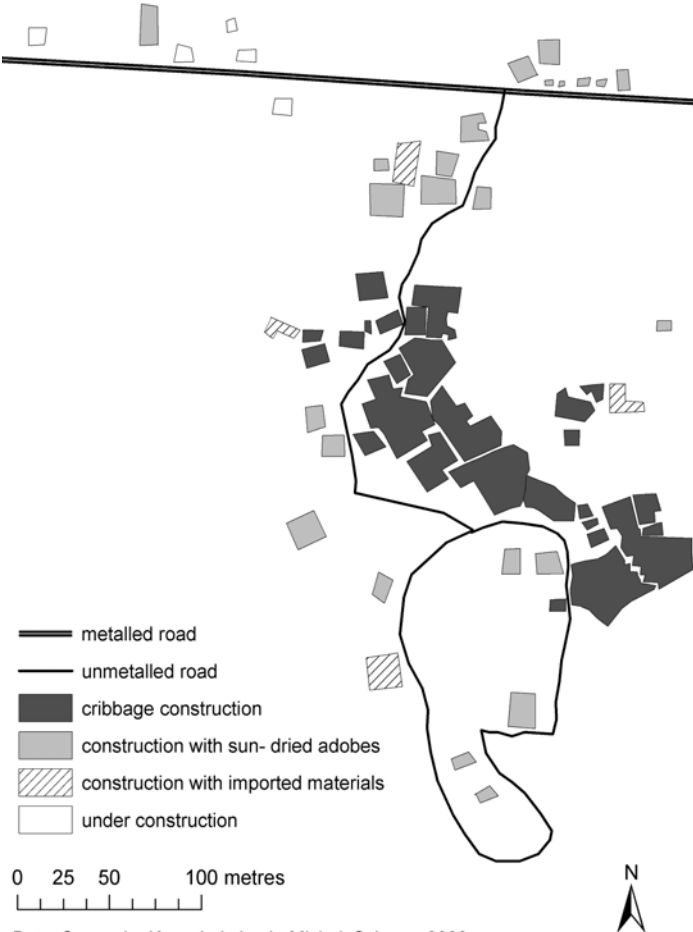 metalled road
unmetalled road
cribbage construction
construction with sun- dried adobes
construction with imported materials
under construction
0 25 50 100 metres
N